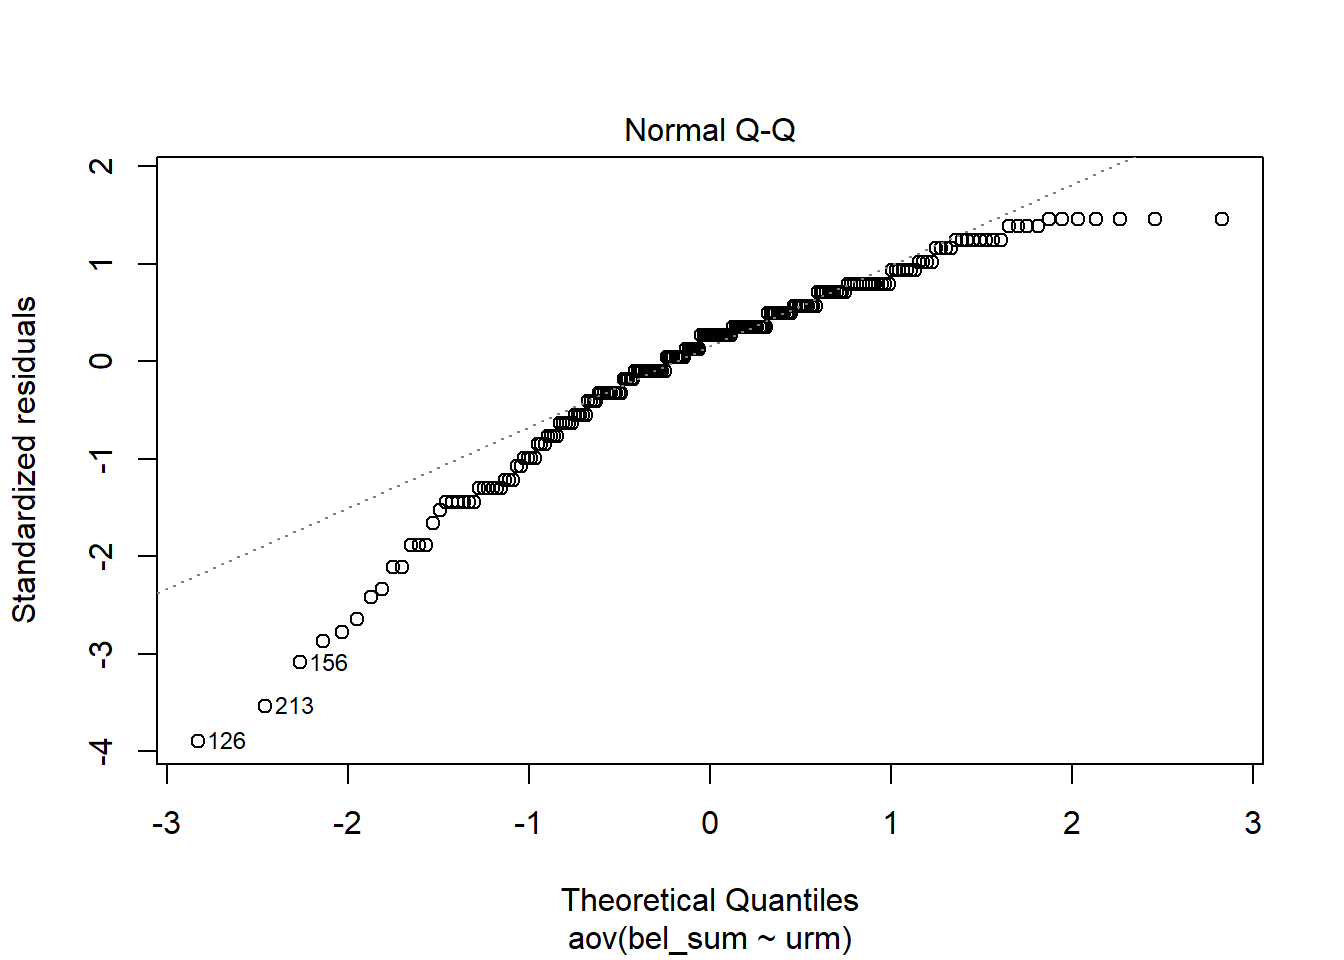 Normal Q-Q
Standardized residuals
2
1
0
-1
-2
-3
-4
156
213
126
-3 -2 -1 0 1 2 3
Theoretical Quantiles
aov(bel_sum ~ urm)